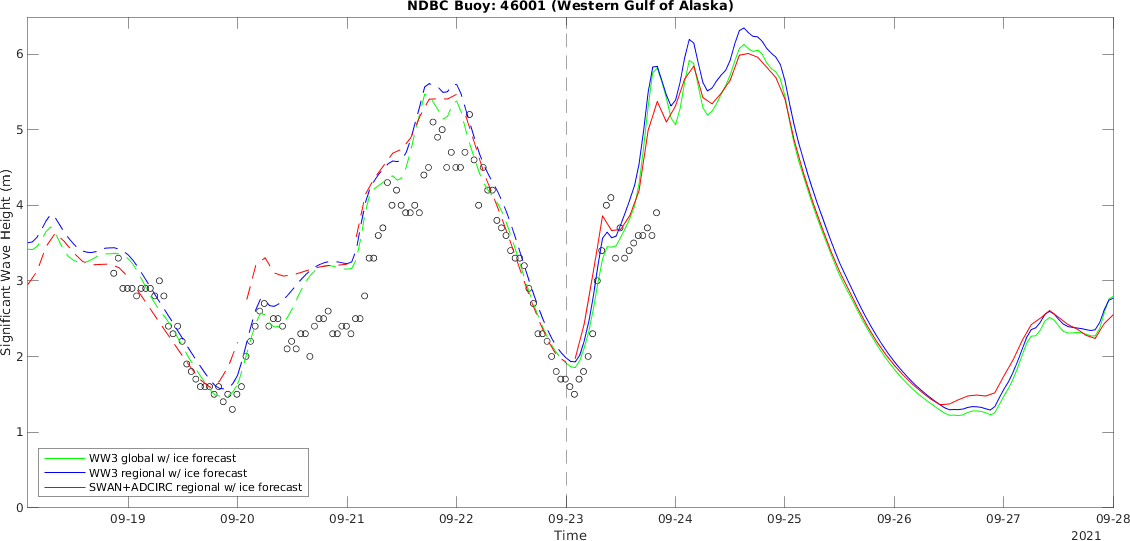 NDBC Buoy: 46001 (Western Gulf of Alaska)
Significant Wave Height (m)
6
5
4
3
2
1
0
WW3 global w/ ice forecast
WW3 regional w/ ice forecast
SWAN+ADCIRC regional w/ ice forecast
09-19 09-20 09-21 09-22 09-23 09-24 09-25 09-26 09-27 09-28
Time
2021